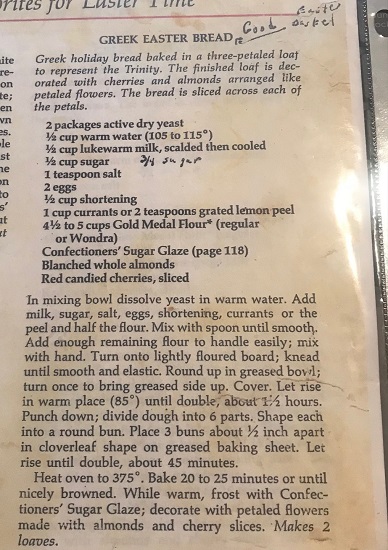 rites for Easter Time
Easter
Good Basket
GREEK EASTER BREAD
Greek holiday bread baked in a three-petaled loaf
to represent the Trinity. The finished loaf is dec-
orated with cherries and almonds arranged like
petaled flowers. The bread is sliced across each of
the petals.
2 packages active dry yeast
½ cup warm water (105 to 115°)
½ cup lukewarm milk, scalded then cooled
½ cup sugar 3/4 sugar
1 teaspoon salt
2 eggs
½ cup shortening
1 cup currants or 2 teaspoons grated lemon peel
4½ to 5 cups Gold Medal Flour* (regular
or Wondra)
Confectioners' Sugar Glaze (page 118)
Blanched whole almonds
Red candied cherries, sliced
In mixing bowl dissolve yeast in warm water. Add
milk, sugar, salt, eggs, shortening, currants or the
peel and half the flour. Mix with spoon until smooth.
Add enough remaining flour to handle easily; mix
with hand. Turn onto lightly floured board; knead
until smooth and elastic. Round up in greased bowl;
turn once to bring greased side up. Cover. Let rise
in warm place (85°) until double, about 1½ hours.
Punch down; divide dough into 6 parts. Shape each
into a round bun. Place 3 buns about ½ inch apart
in cloverleaf shape on greased baking sheet. Let
rise until double, about 45 minutes.
Heat oven to 375°. Bake 20 to 25 minutes or until
nicely browned. While warm, frost with Confec-
tioners' Sugar Glaze; decorate with petaled flowers
made with almonds and cherry slices. Makes 2
loaves.